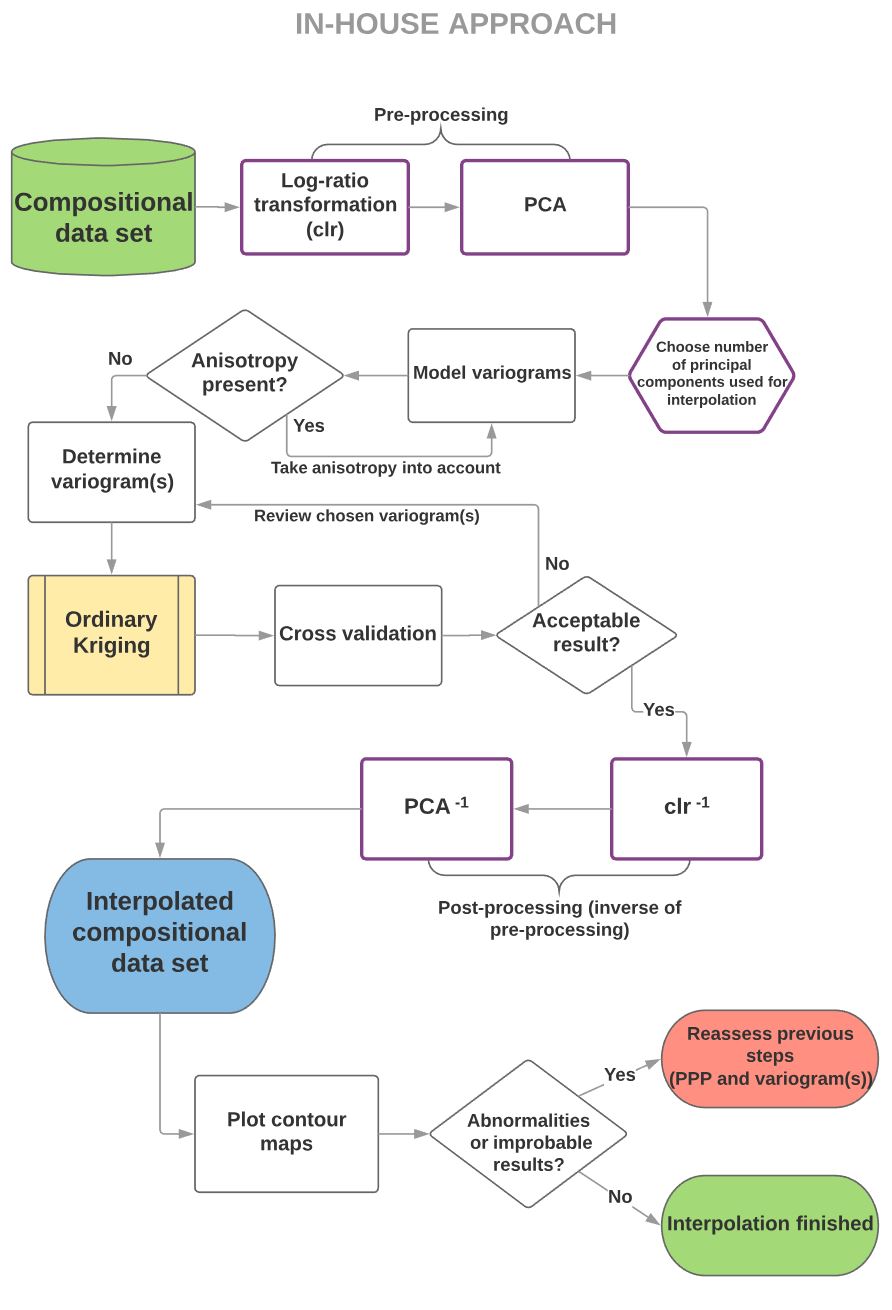 IN-HOUSE APPROACH
Pre-processing
Compositional
data set
Log-ratio
transformation
(clr)
PCA
Choose number
of principal
components used for
interpolation
Model variograms
Anisotropy
present?
No
Yes
Take anisotropy into account
Determine
variogram(s)
Review chosen variogram(s)
No
Ordinary
Kriging
Cross validation
Acceptable
result?
Yes
clr -1
PCA -1
Post-processing (inverse of
pre-processing)
Interpolated
compositional
data set
Plot contour
maps
Abnormalities
or improbable
results?
Yes
Reassess previous
steps
(PPP and variogram(s))
No
Interpolation finished